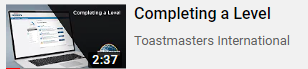 Completing a Level
2:37
Completing a Level
Toastmasters International